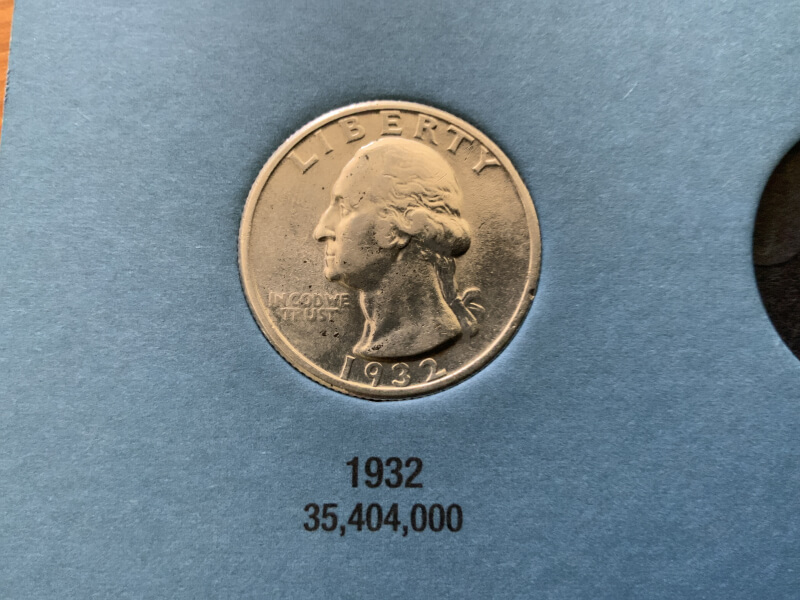 LIBERTY
IN GOD WE
TRUST
1932
1932
35,404,000